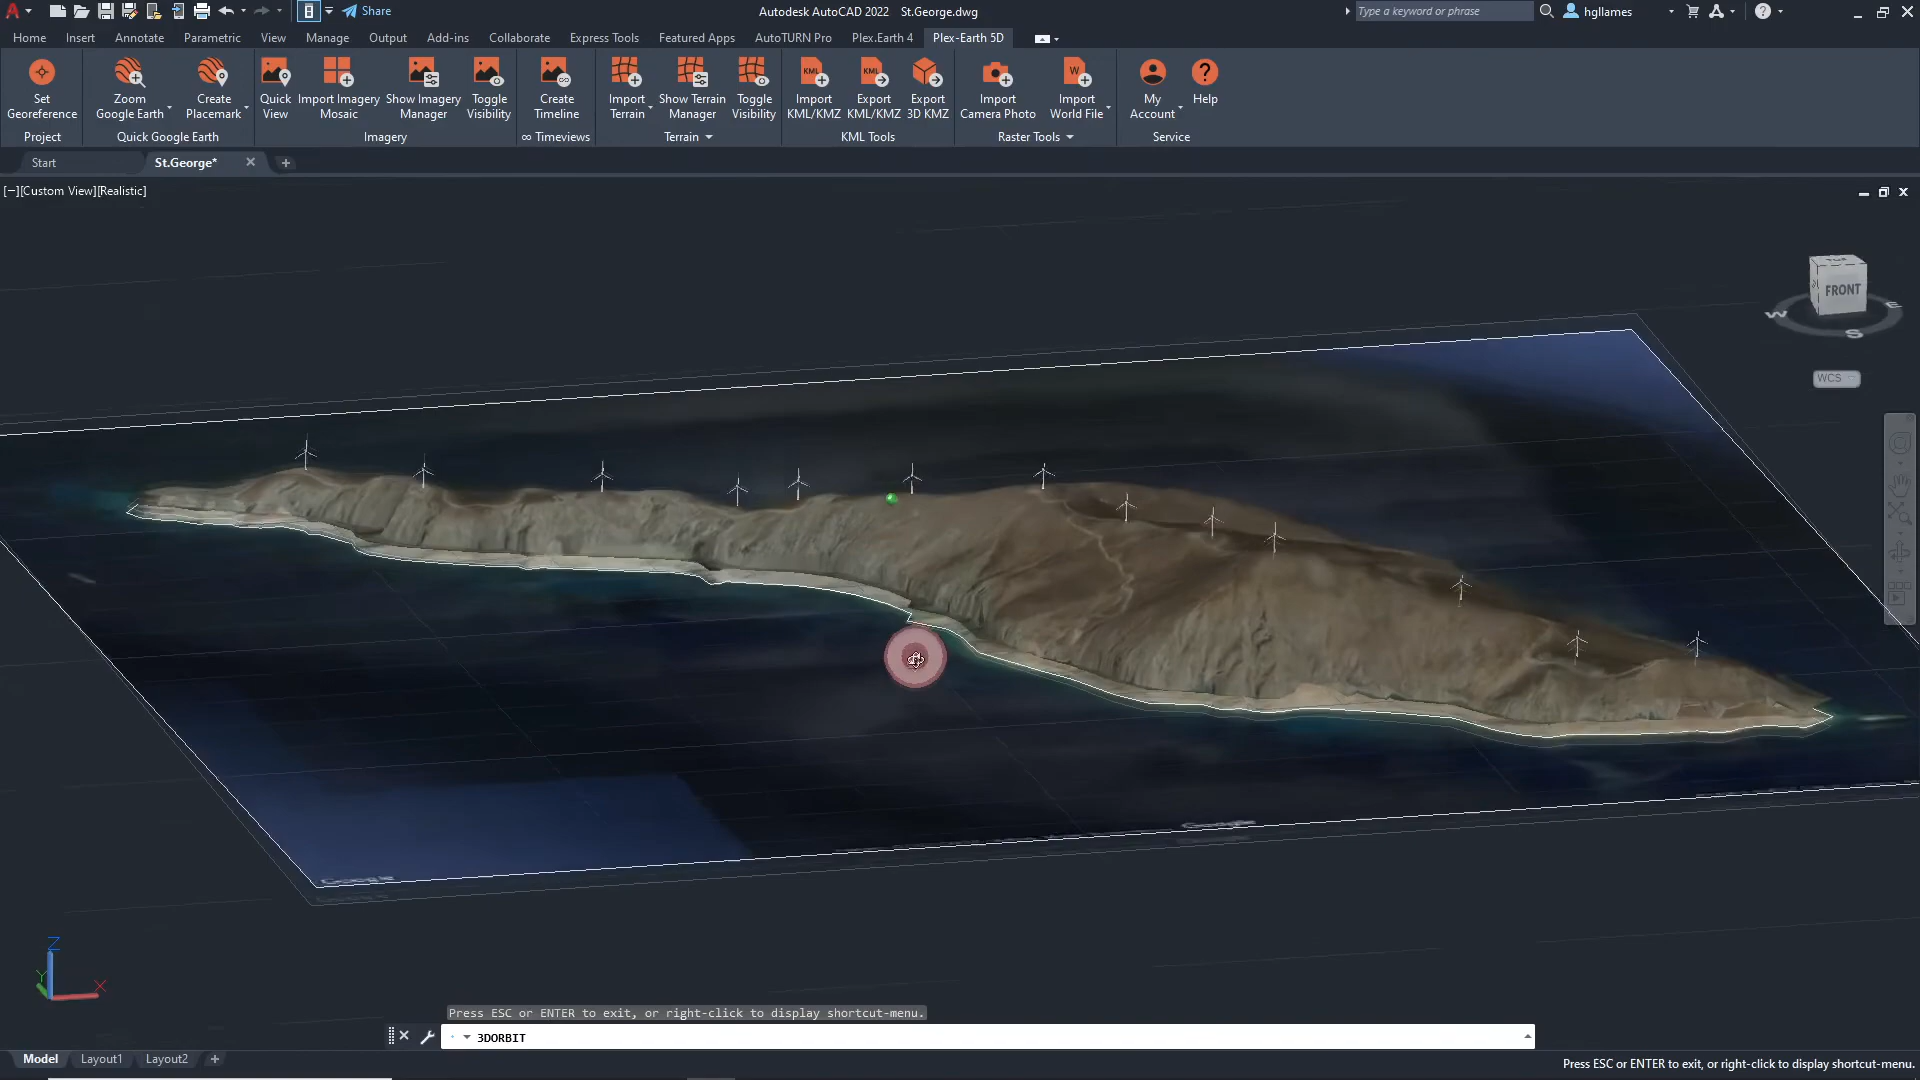 Share
Autodesk AutoCAD 2022 St.George.dwg
Type a keyword or phrase
hgllames
Home Insert Annotate Parametric View Manage Output Add-ins Collaborate Express Tools Featured Apps AutoTURN Pro Plex.Earth 4 Plex-Earth 5D
Set Georeference
Zoom Google Earth
Create Placemark
Quick View
Import Imagery Mosaic
Show Imagery Manager
Toggle Visibility
Create Timeline
Import Terrain
Show Terrain Manager
Toggle Visibility
Import KML/KMZ
Export KML/KMZ
Export 3D KMZ
Import Camera Photo
Import World File
My Account
Help
Project Quick Google Earth Imagery ∞ Timeviews Terrain KML Tools Raster Tools Service
Start St.George*
[−][Custom View][Realistic]
FRONT
W S E
WCS
Google
Google
Z
Y X
Press ESC or ENTER to exit, or right-click to display shortcut-menu.
3DORBIT
Model Layout1 Layout2
Press ESC or ENTER to exit, or right-click to display shortcut-menu.